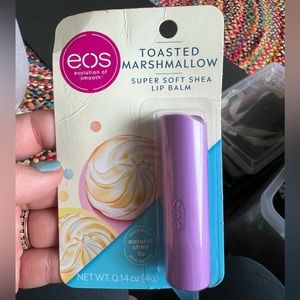 eos
evolution of
smooth™
TOASTED
MARSHMALLOW
SUPER SOFT SHEA
LIP BALM
eos
natural
shea
NET WT. 0.14 oz (4g)